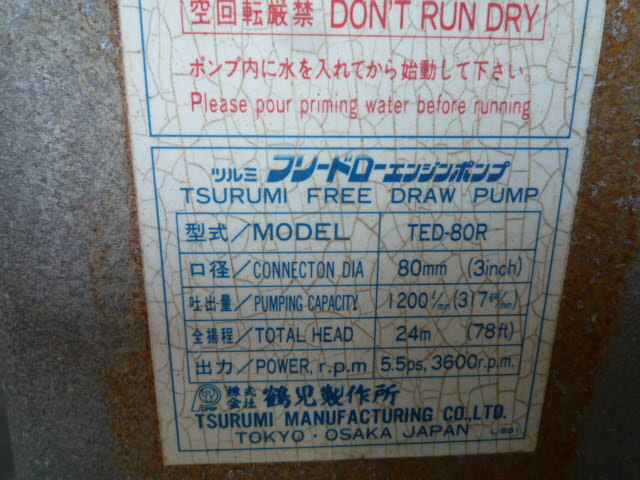 空回転厳禁 DON'T RUN DRY
ポンプ内に水を入れてから始動して下さい。
Please pour priming water before running
ツルミ フリードローエンジンポンプ
TSURUMI FREE DRAW PUMP
型式/MODEL TED-80R
口径/CONNECTON DIA 80mm (3inch)
吐出量/PUMPING CAPACITY 1200 ℓ/min (317 gal/min)
全揚程/TOTAL HEAD 24m (78ft)
出力/POWER, r.p.m 5.5ps, 3600r.p.m.
株式会社 鶴見製作所
TSURUMI MANUFACTURING CO.,LTD.
TOKYO · OSAKA JAPAN